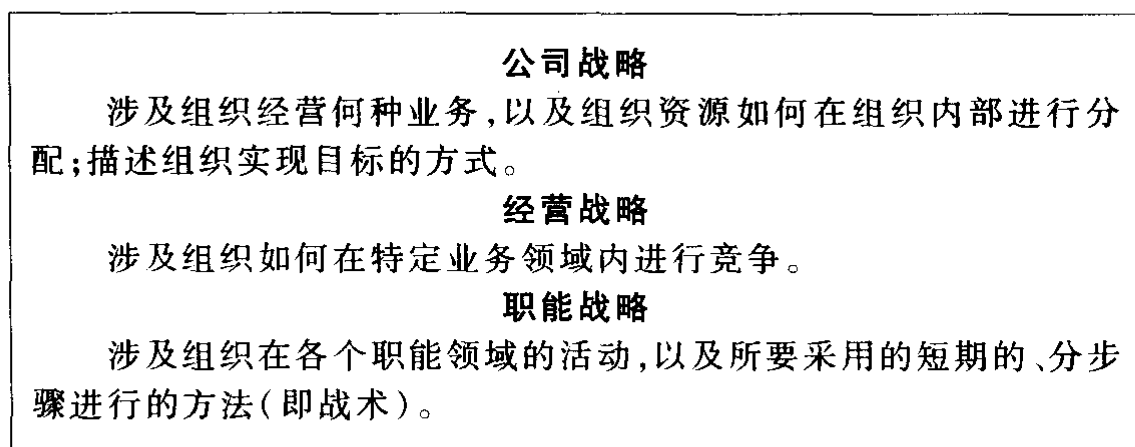 公司战略
涉及组织经营何种业务,以及组织资源如何在组织内部进行分
配;描述组织实现目标的方式。
经营战略
涉及组织如何在特定业务领域内进行竞争。
职能战略
涉及组织在各个职能领域的活动,以及所要采用的短期的、分步
骤进行的方法(即战术)。